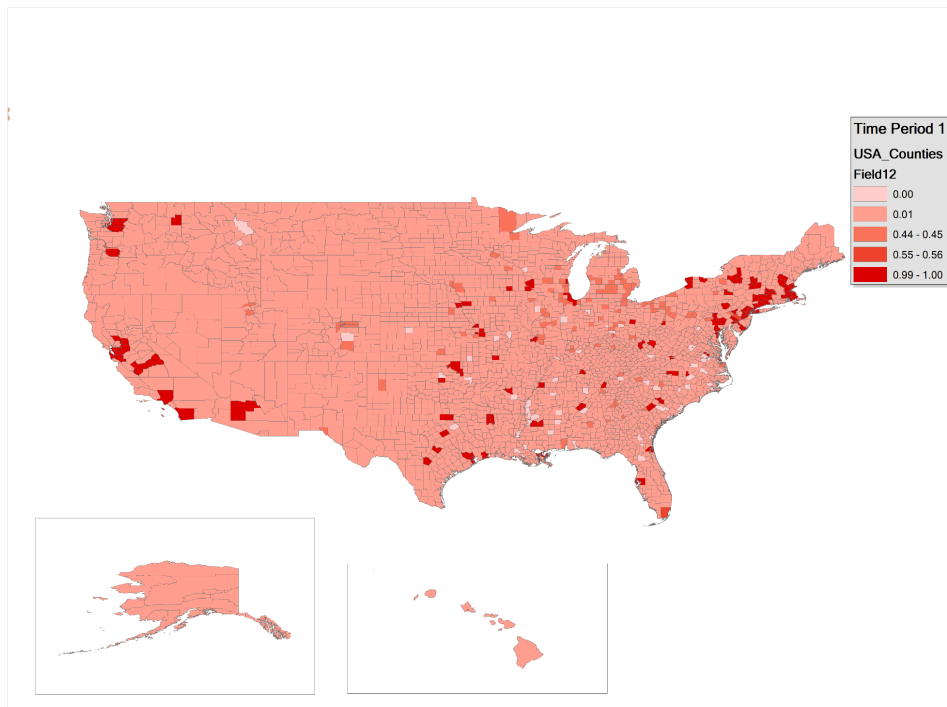 Time Period 1
USA_Counties
Field12
0.00
0.01
0.44 - 0.45
0.55 - 0.56
0.99 - 1.00